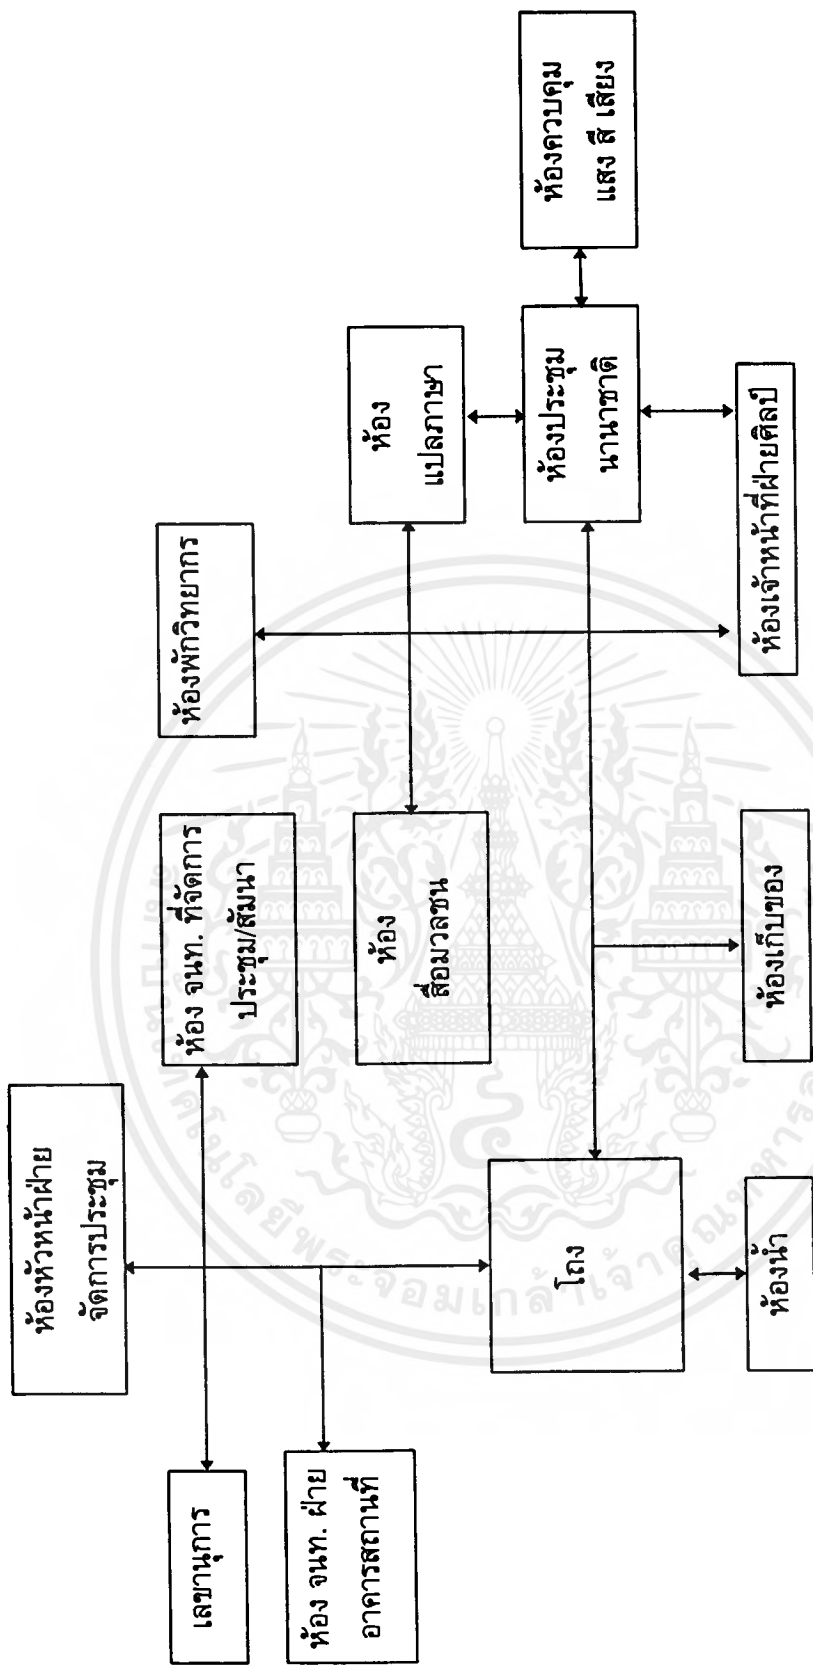 ห้องหัวหน้าฝ่าย
จัดการประชุม
เลขานุการ
ห้อง จนท. ที่จัดการ
ประชุม/สัมนา
ห้องพักวิทยากร
ห้อง จนท. ฝ่าย
อาคารสถานที่
ห้อง
สื่อมวลชน
ห้อง
แปลภาษา
โถง
ห้องประชุม
นานาชาติ
ห้องควบคุม
แสง สี เสียง
ห้องน้ำ
ห้องเก็บของ
ห้องเจ้าหน้าที่ฝ่ายศิลป์